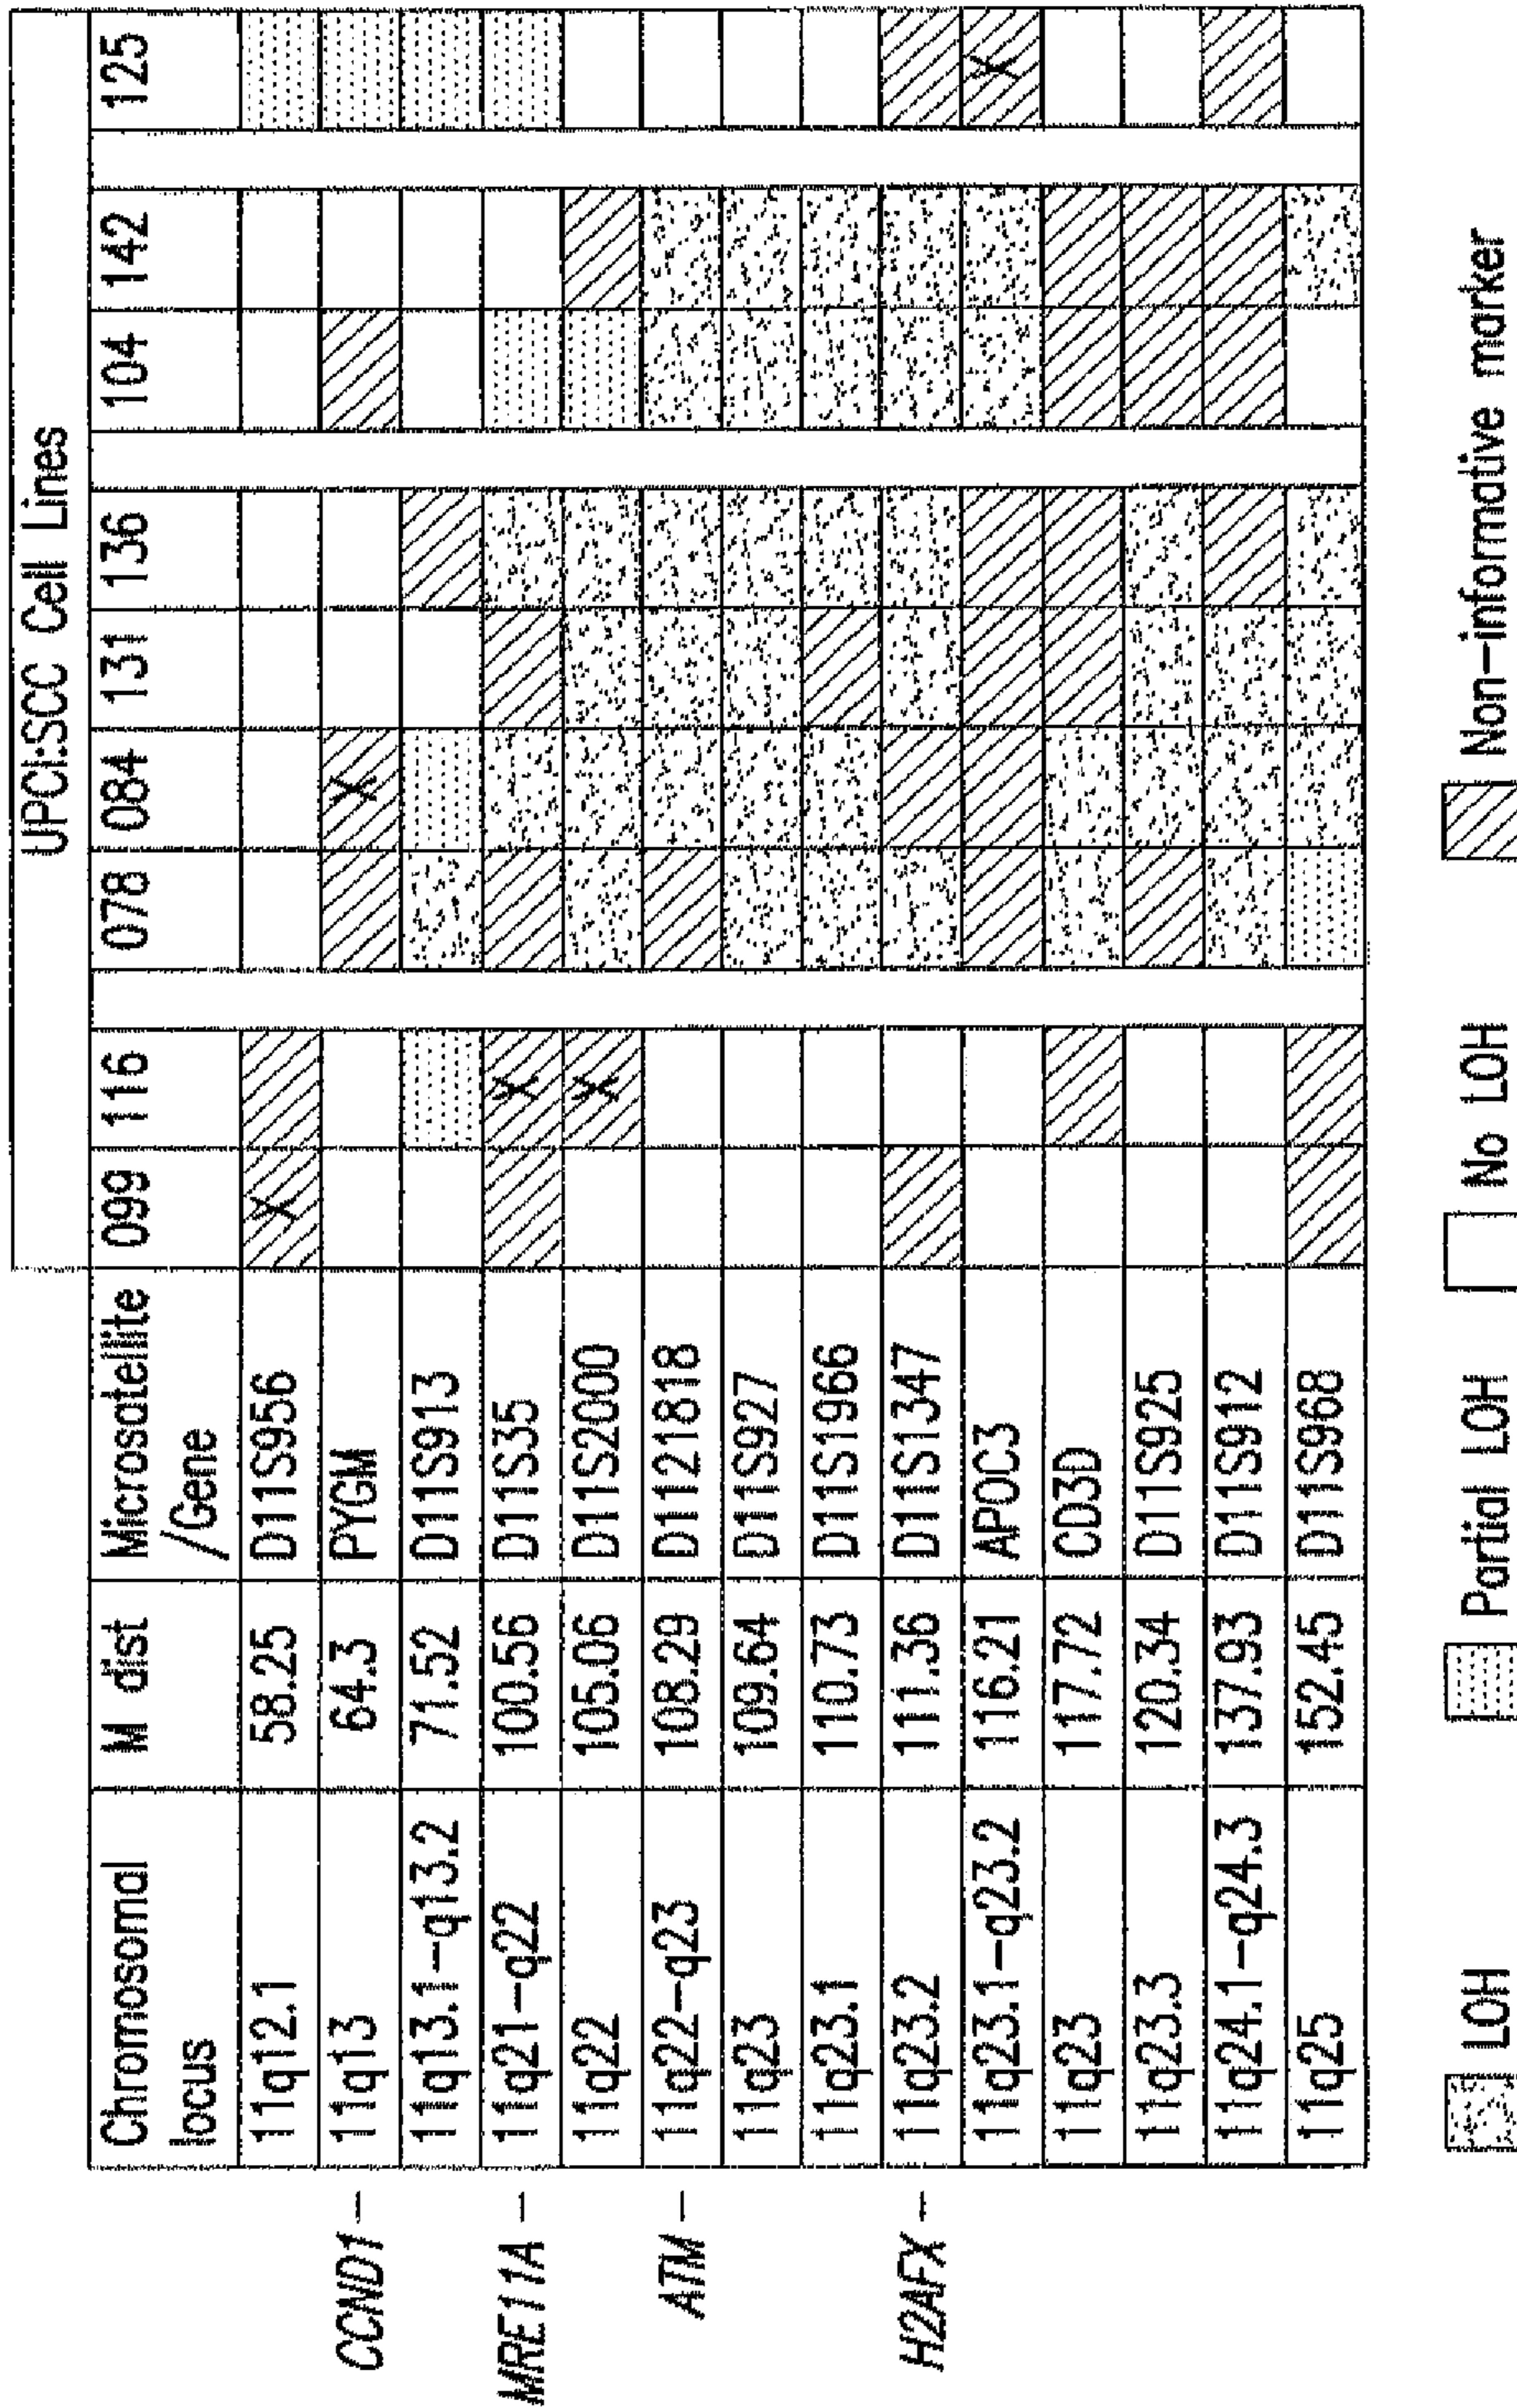 UPCI:SCC Cell Lines
Chromosomal locus M dist Microsatellite /Gene 099 116 078 084 131 136 104 142 125
11q12.1 58.25 D11S956 X
CCND1 – 11q13 64.3 PYGM X
11q13.1–q13.2 71.52 D11S913
MRE11A – 11q21–q22 100.56 D11S35 X
11q22 105.06 D11S2000 X
ATM – 11q22–q23 108.29 D1121818
11q23 109.64 D11S927
11q23.1 110.73 D11S1966
H2AFX – 11q23.2 111.36 D11S1347
11q23.1–q23.2 116.21 APOC3 X
11q23 117.72 CD3D
11q23.3 120.34 D11S925
11q24.1–q24.3 137.93 D11S912
11q25 152.45 D11S968
LOH Partial LOH No LOH Non–informative marker